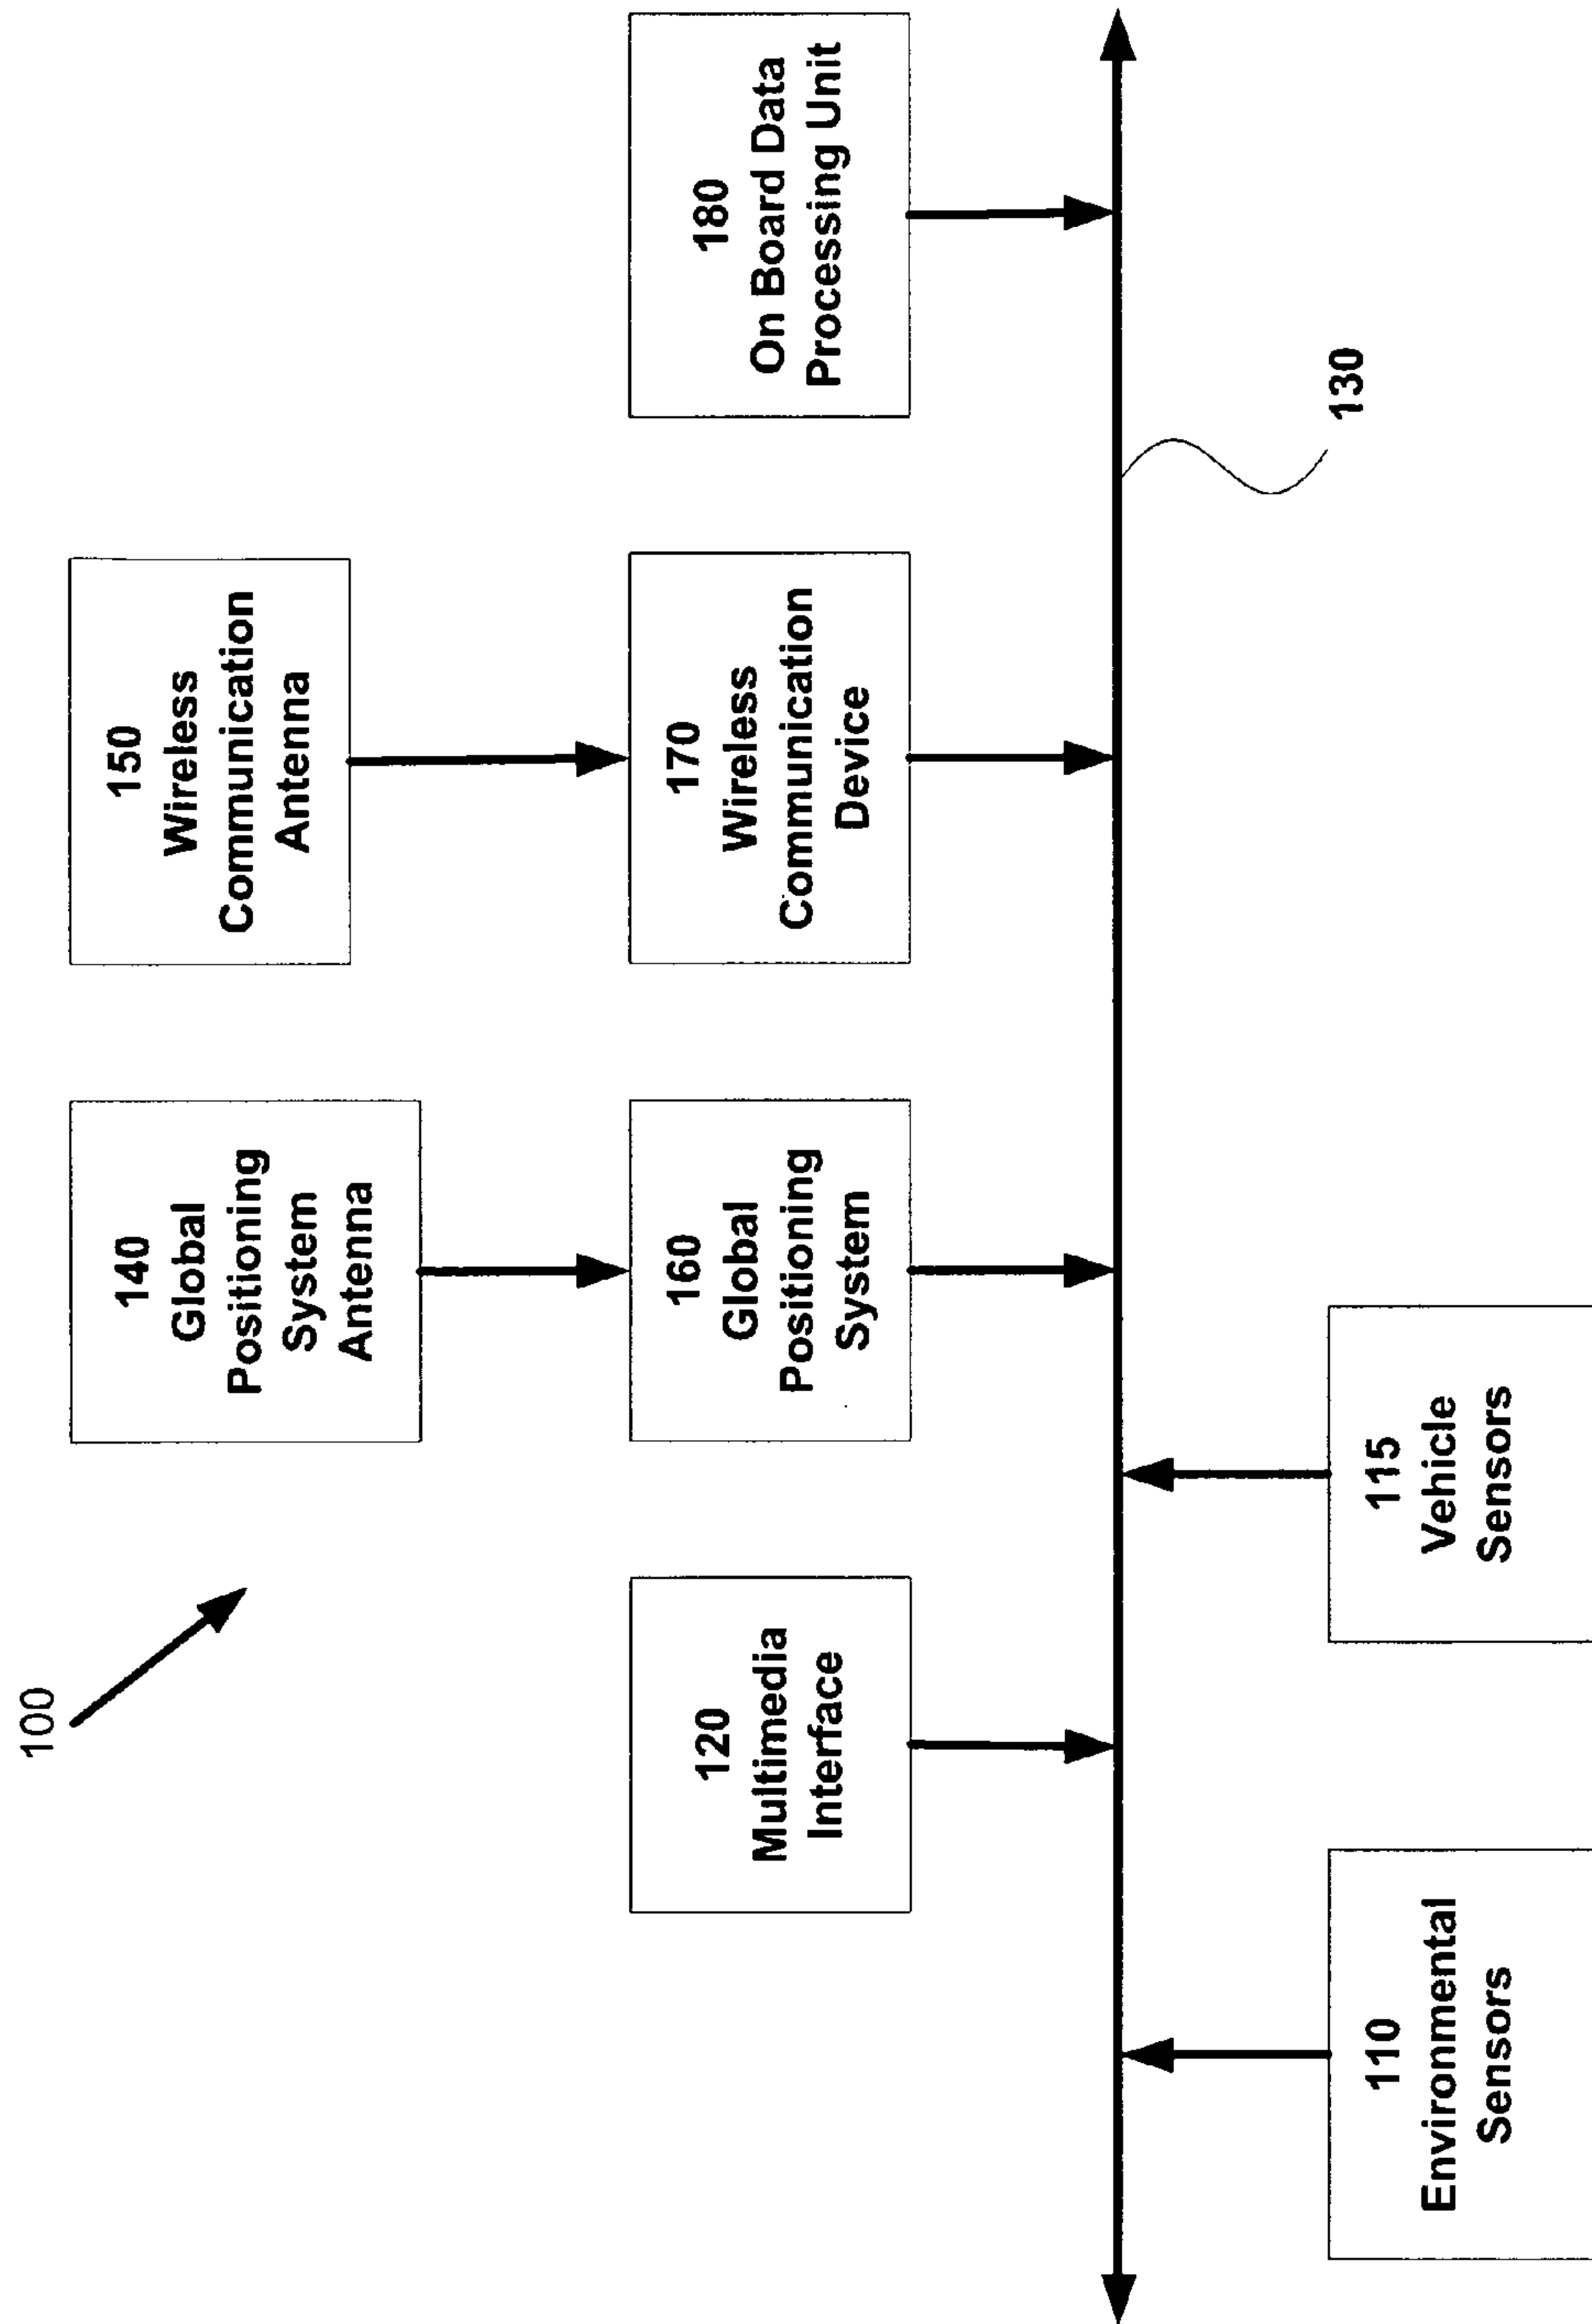 100
140
Global
Positioning
System
Antenna
150
Wireless
Communication
Antenna
120
Multimedia
Interface
160
Global
Positioning
System
170
Wireless
Communication
Device
180
On Board Data
Processing Unit
130
110
Environmental
Sensors
115
Vehicle
Sensors